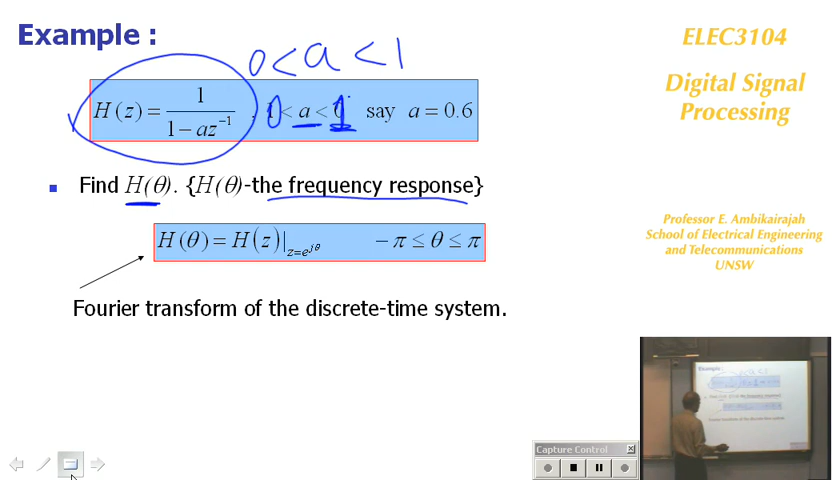 Example :
0 < a < 1
H(z) = 1 / (1 − az⁻¹) , 0 < a < 1 say a = 0.6
▪ Find H(θ). {H(θ)-the frequency response}
H(θ) = H(z)|z=e^jθ −π ≤ θ ≤ π
Fourier transform of the discrete-time system.
ELEC3104
Digital Signal
Processing
Professor E. Ambikairajah
School of Electrical Engineering
and Telecommunications
UNSW
Capture Control